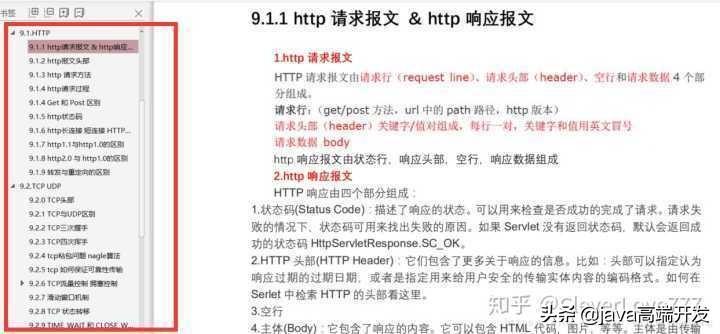 书签
9.1.HTTP
9.1.1 http请求报文 & http响应...
9.1.2 http报文头部
9.1.3 http 请求方法
9.1.4 http请求过程
9.1.4 Get 和 Post 区别
9.1.5 http状态码
9.1.6 http长连接 短连接 HTTP...
9.1.7 http1.1与http1.0的区别
9.1.8 http2.0 与 http1.0的区别
9.1.9 转发与重定向的区别
9.2.TCP UDP
9.2.0 TCP头部
9.2.1 TCP与UDP区别
9.2.2 TCP三次握手
9.2.3 TCP四次挥手
9.2.4 tcp粘包问题 nagle算法
9.2.5 tcp 如何保证可靠性传输
9.2.6 TCP流量控制 拥塞控制
9.2.7 滑动窗口机制
9.2.8 TCP 状态转移
9.2.9 TIME_WAIT 和 CLOSE_W...
9.1.1 http 请求报文 & http 响应报文
1.http 请求报文
HTTP 请求报文由请求行（request line）、请求头部（header）、空行和请求数据 4 个部
分组成。
请求行：（get/post 方法，url 中的 path 路径，http 版本）
请求头部（header）关键字/值对组成，每行一对，关键字和值用英文冒号
请求数据 body
http 响应报文由状态行、响应头部、空行、响应数据组成
2.http 响应报文
HTTP 响应由四个部分组成：
1.状态码(Status Code)：描述了响应的状态。可以用来检查是否成功的完成了请求。请求失
败的情况下，状态码可用来找出失败的原因。如果 Servlet 没有返回状态码，默认会返回成
功的状态码 HttpServletResponse.SC_OK。
2.HTTP 头部(HTTP Header)：它们包含了更多关于响应的信息。比如：头部可以指定认为
响应过期的过期日期，或者是指定用来给用户安全的传输实体内容的编码格式。如何在
Serlet 中检索 HTTP 的头部看这里。
3.空行
4.主体(Body)：它包含了响应的内容。它可以包含 HTML 代码，图片，等等。主体是由传输
头条 @java高端开发